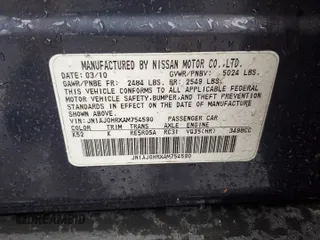 MANUFACTURED BY NISSAN MOTOR CO.,LTD.
DATE: 03/10 GVWR/PNBV: 5024 LBS.
GAWR/PNBE FR: 2484 LBS. RR: 2549 LBS.
THIS VEHICLE CONFORMS TO ALL APPLICABLE
FEDERAL MOTOR VEHICLE SAFETY, BUMPER, AND THEFT
PREVENTION STANDARDS IN EFFECT ON THE
DATE OF MANUFACTURE
SHOWN ABOVE.
VIN: JN1AJ0HRXAM754590 PASSENGER CAR
COLOR TRIM TRANS AXLE ENGINE
K52 K RE5R05A RC31 VQ35(HR) 3498CC
JN1AJ0HRXAM754590